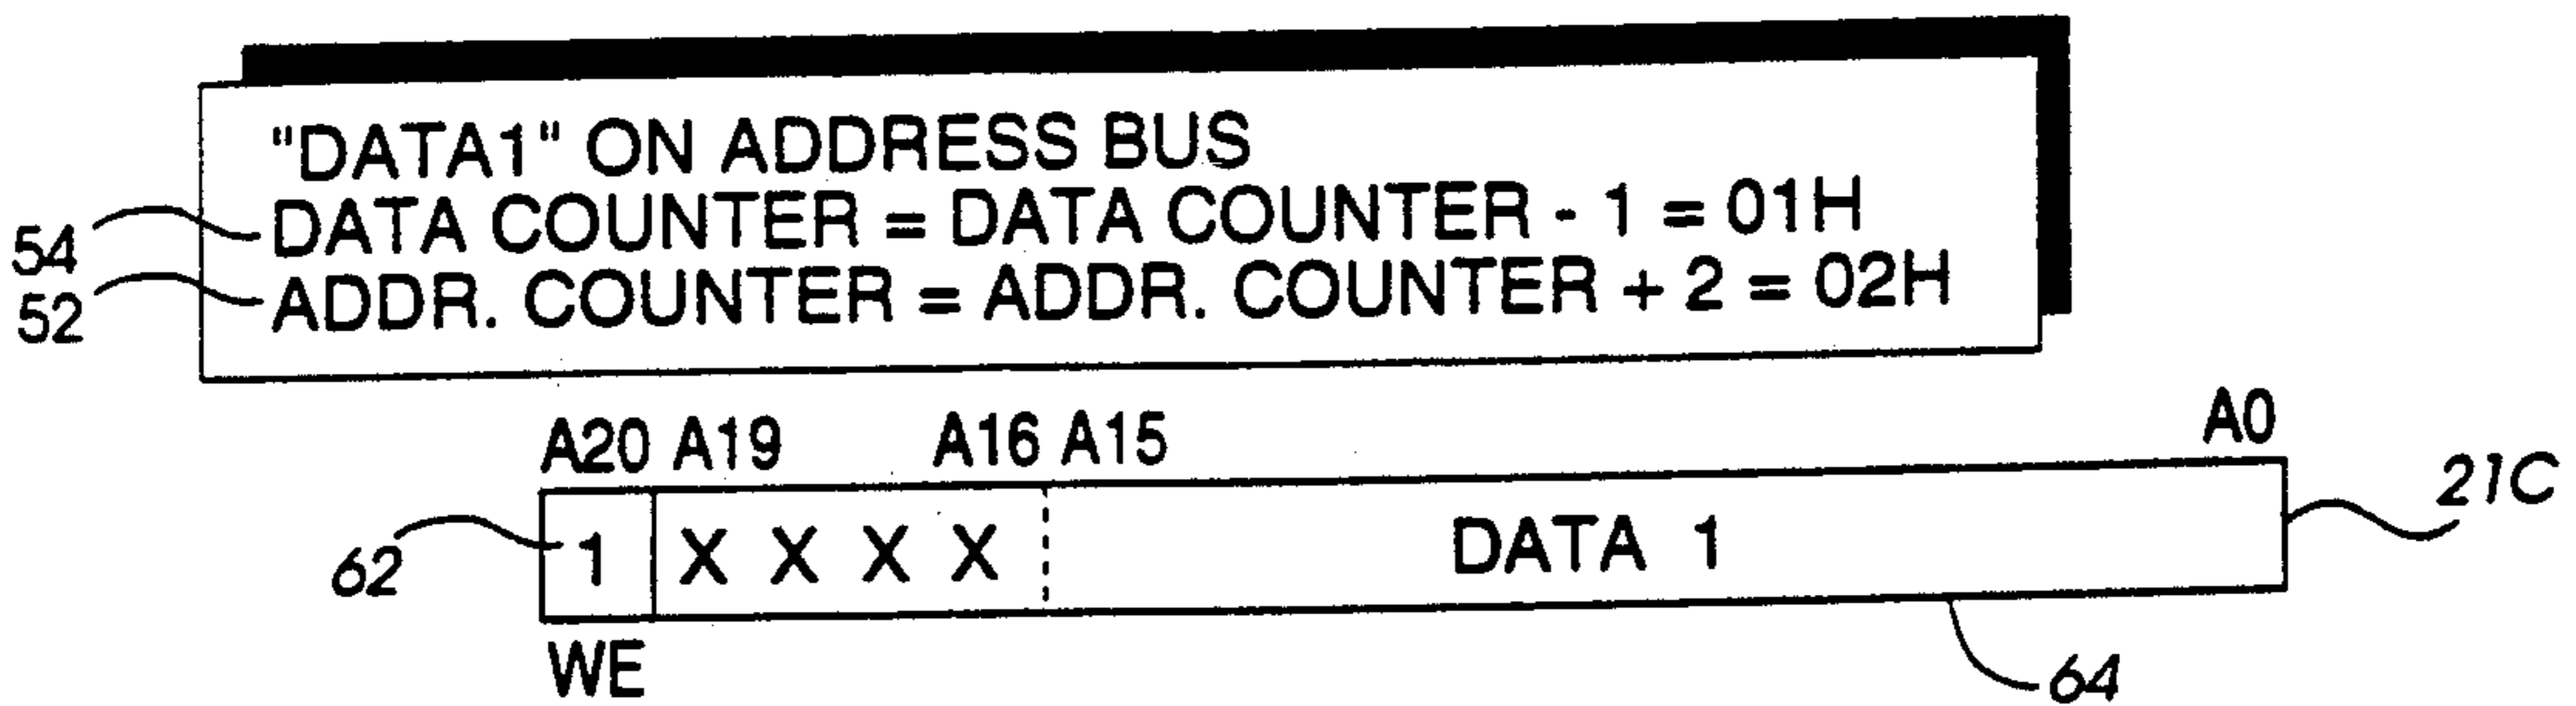 "DATA1" ON ADDRESS BUS
54 DATA COUNTER = DATA COUNTER - 1 = 01H
52 ADDR. COUNTER = ADDR. COUNTER + 2 = 02H
A20 A19 A16 A15 A0
21C
62 1 X X X X DATA 1
WE
64